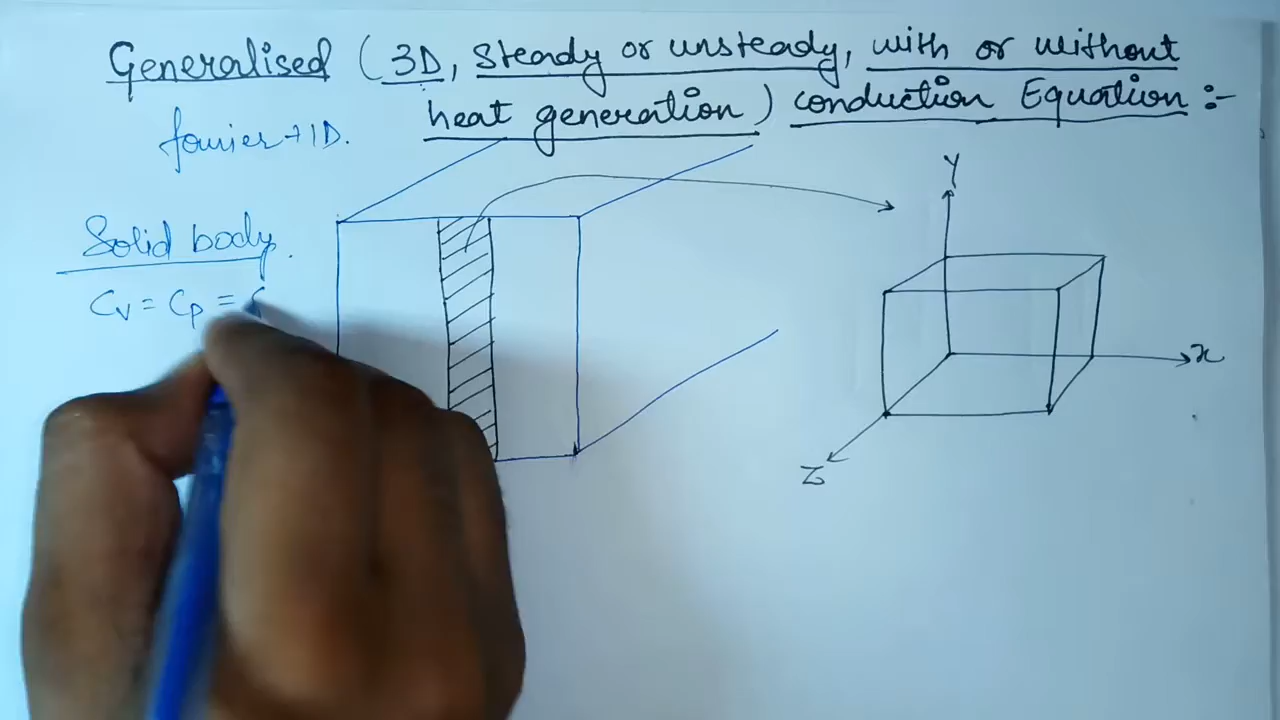 Generalised (3D, steady or unsteady, with or without
heat generation) conduction Equation :-
fourier → 1D.
Solid body.
Cv = Cp =
Y
x
Z